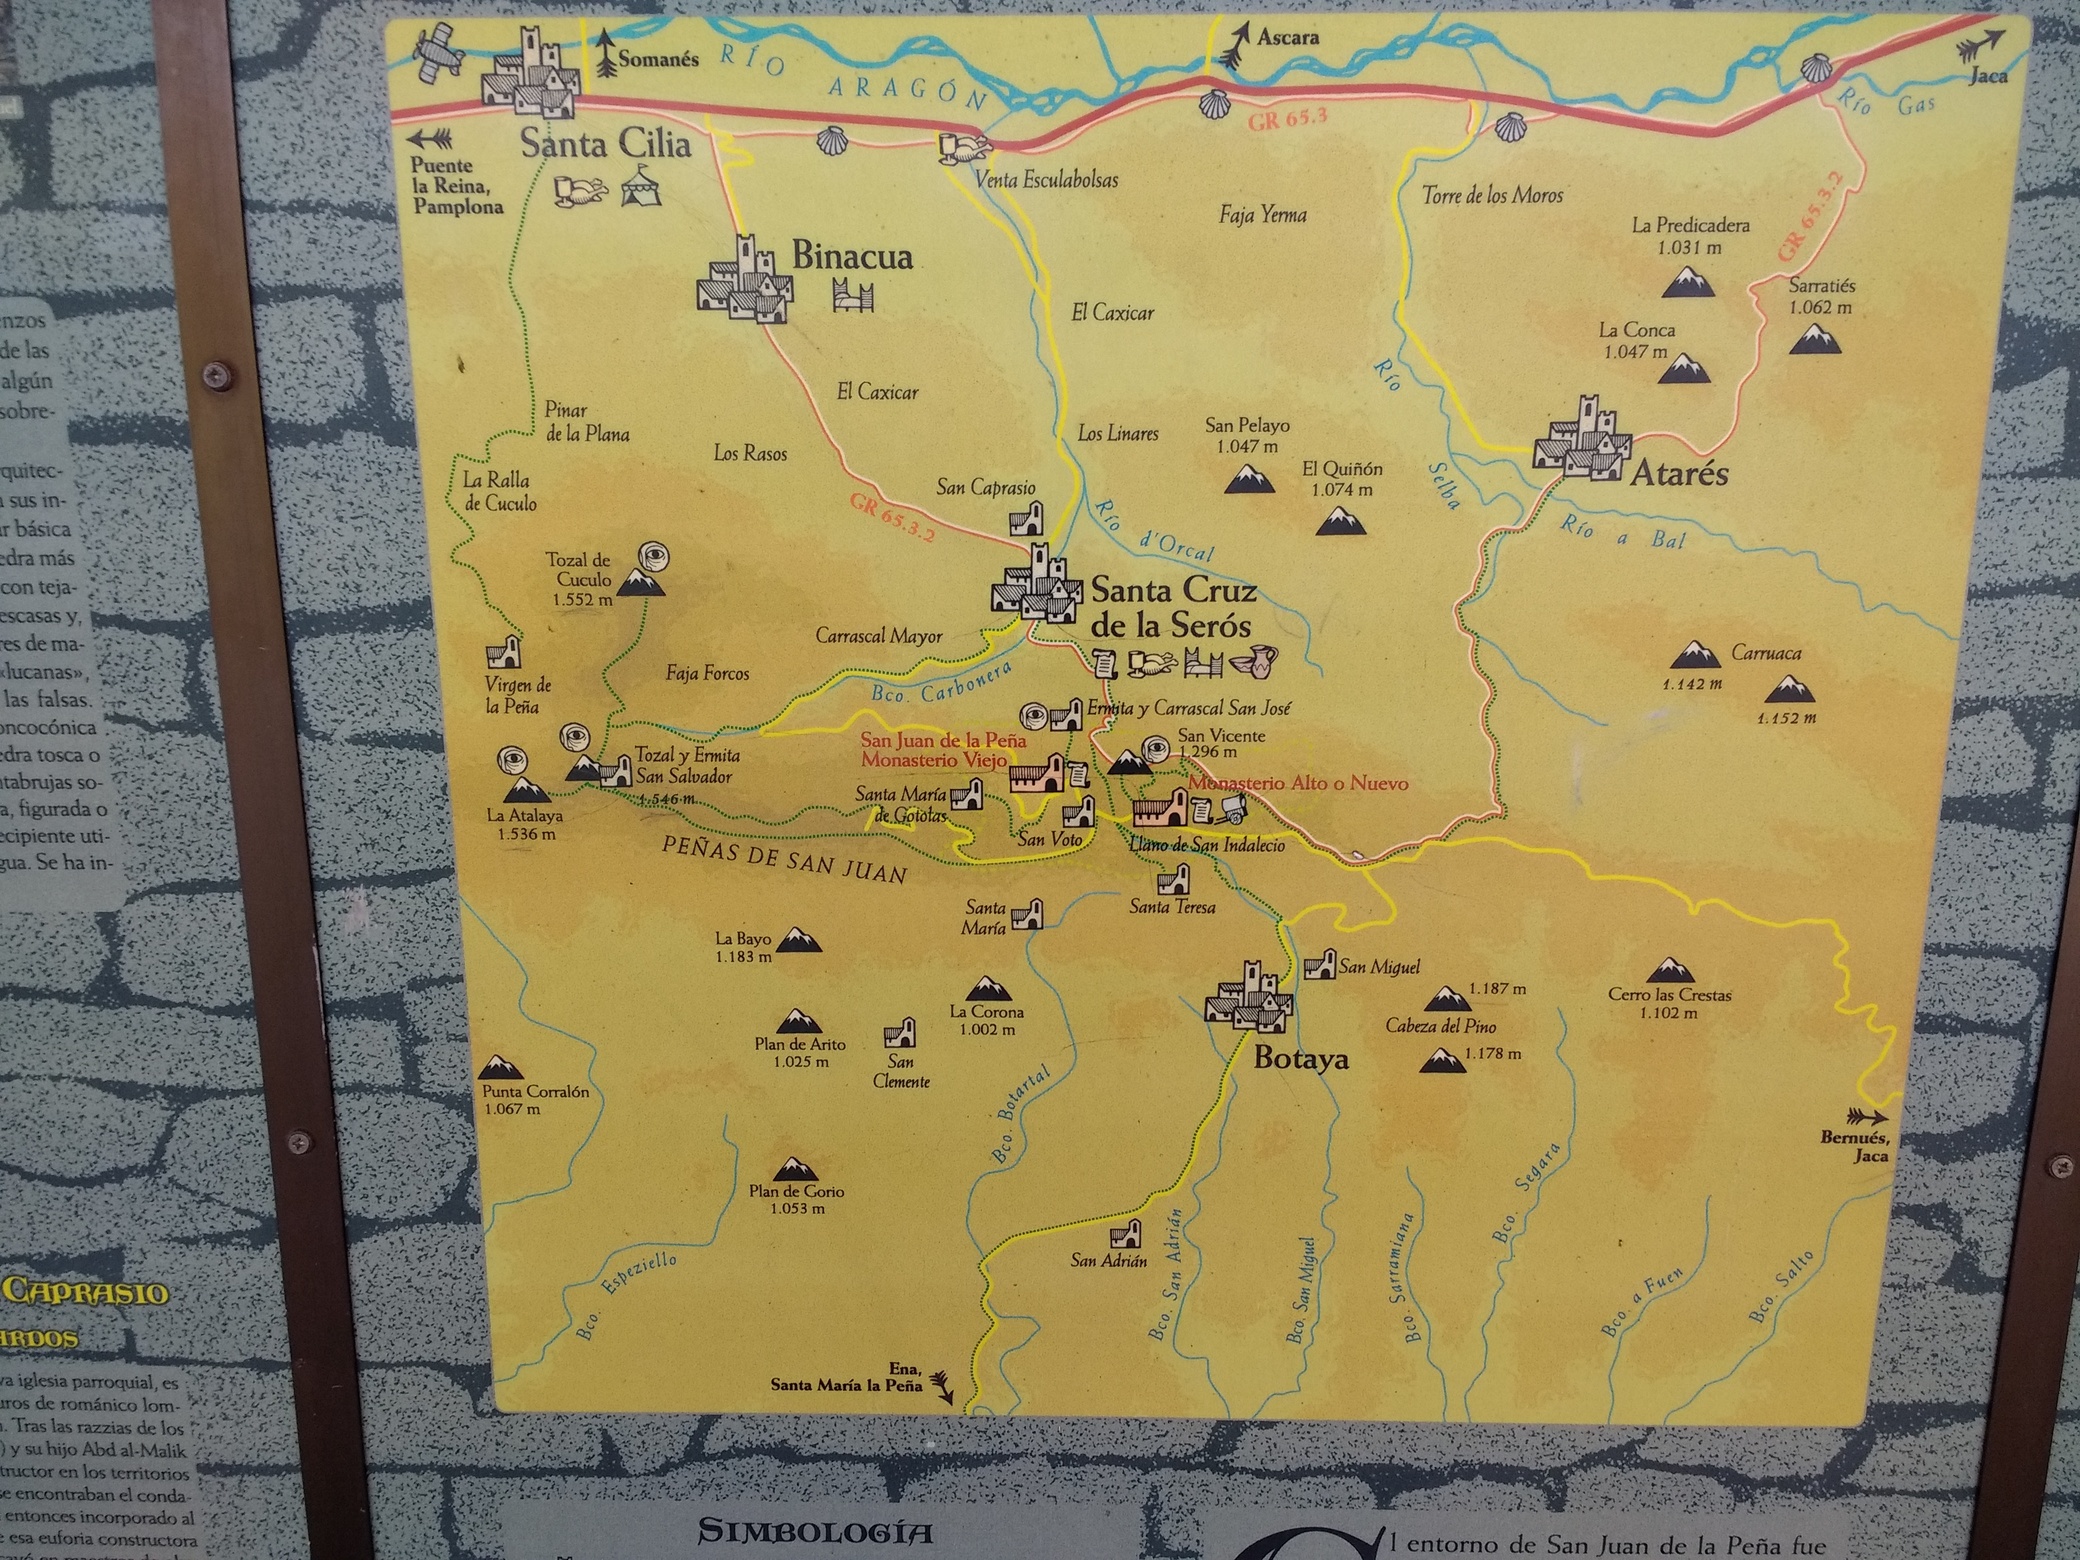 Somanés
RÍO ARAGÓN
Ascara
Jaca
Río Gas
Santa Cilia
Puente
la Reina,
Pamplona
GR 65.3
Venta Esculabolsas
Faja Yerma
Torre de los Moros
GR 65.3.2
La Predicadera
1.031 m
Sarratiés
1.062 m
La Conca
1.047 m
Binacua
El Caxicar
El Caxicar
Río
Selba
Pinar
de la Plana
Los Rasos
Los Linares
San Pelayo
1.047 m
El Quiñón
1.074 m
Atarés
La Ralla
de Cuculo
San Caprasio
GR 65.3.2
Río d'Orcal
Río a Bal
Tozal de
Cuculo
1.552 m
Santa Cruz
de la Serós
Carrascal Mayor
Faja Forcos
Bco. Carbonera
Carruaca
1.142 m
1.152 m
Virgen de
la Peña
Ermita y Carrascal San José
San Juan de la Peña
Monasterio Viejo
San Vicente
1.296 m
Tozal y Ermita
San Salvador
1.546 m
Monasterio Alto o Nuevo
La Atalaya
1.536 m
Santa María
de Gototas
San Voto
Llano de San Indalecio
PEÑAS DE SAN JUAN
Santa Teresa
Santa
María
La Bayo
1.183 m
San Miguel
La Corona
1.002 m
1.187 m
Cabeza del Pino
1.178 m
Cerro las Crestas
1.102 m
Plan de Arito
1.025 m
San
Clemente
Botaya
Punta Corralón
1.067 m
Bco. Botartal
Bernués,
Jaca
Plan de Gorio
1.053 m
San Adrián
Bco. Espeziello
Bco. San Adrián
Bco. San Miguel
Bco. Sarramiana
Bco. Segara
Bco. a Fuen
Bco. Salto
Ena,
Santa María la Peña
SIMBOLOGÍA
l entorno de San Juan de la Peña fue
de las
algún
sobre-
sus in-
básica
edra más
con teja-
escasas y,
res de ma-
«lucanas»,
las falsas.
tosca o
so-
figurada o
ecipiente uti-
gua. Se ha in-
CAPRASIO
va iglesia parroquial, es
uros de románico lom-
Tras las razzias de los
) y su hijo Abd al-Malik
tructor en los territorios
se encontraban el conda-
entonces incorporado al
esa euforia constructora